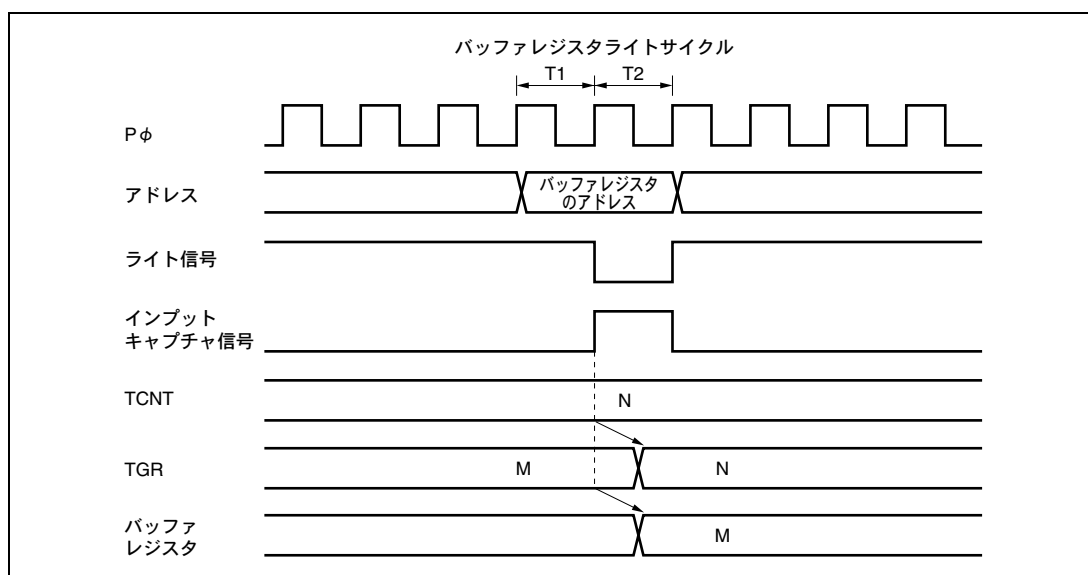 バッファレジスタライトサイクル
T1 T2
Pφ
アドレス
バッファレジスタ
のアドレス
ライト信号
インプット
キャプチャ信号
TCNT
N
TGR
M N
バッファ
レジスタ
M